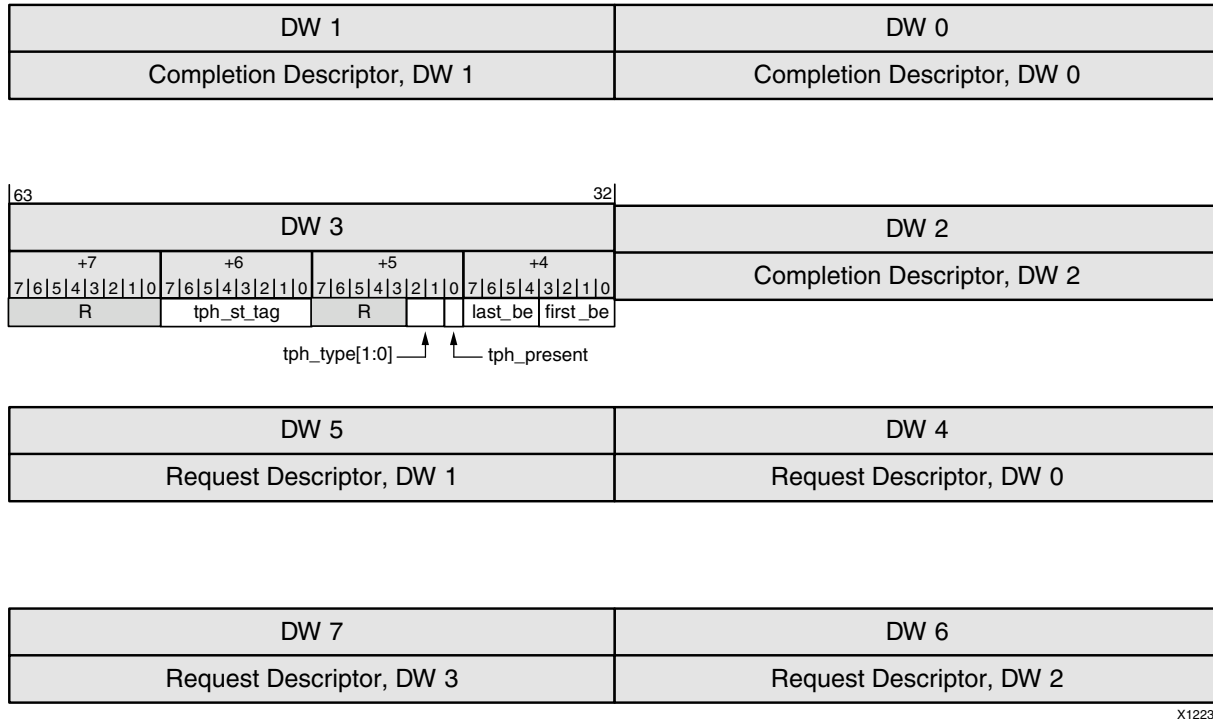 DW 1 DW 0
Completion Descriptor, DW 1 Completion Descriptor, DW 0
63 32
DW 3 DW 2
+7 +6 +5 +4
Completion Descriptor, DW 2
7 6 5 4 3 2 1 0 7 6 5 4 3 2 1 0 7 6 5 4 3 2 1 0 7 6 5 4 3 2 1 0
R tph_st_tag R last_be first_be
tph_type[1:0] tph_present
DW 5 DW 4
Request Descriptor, DW 1 Request Descriptor, DW 0
DW 7 DW 6
Request Descriptor, DW 3 Request Descriptor, DW 2
X1223